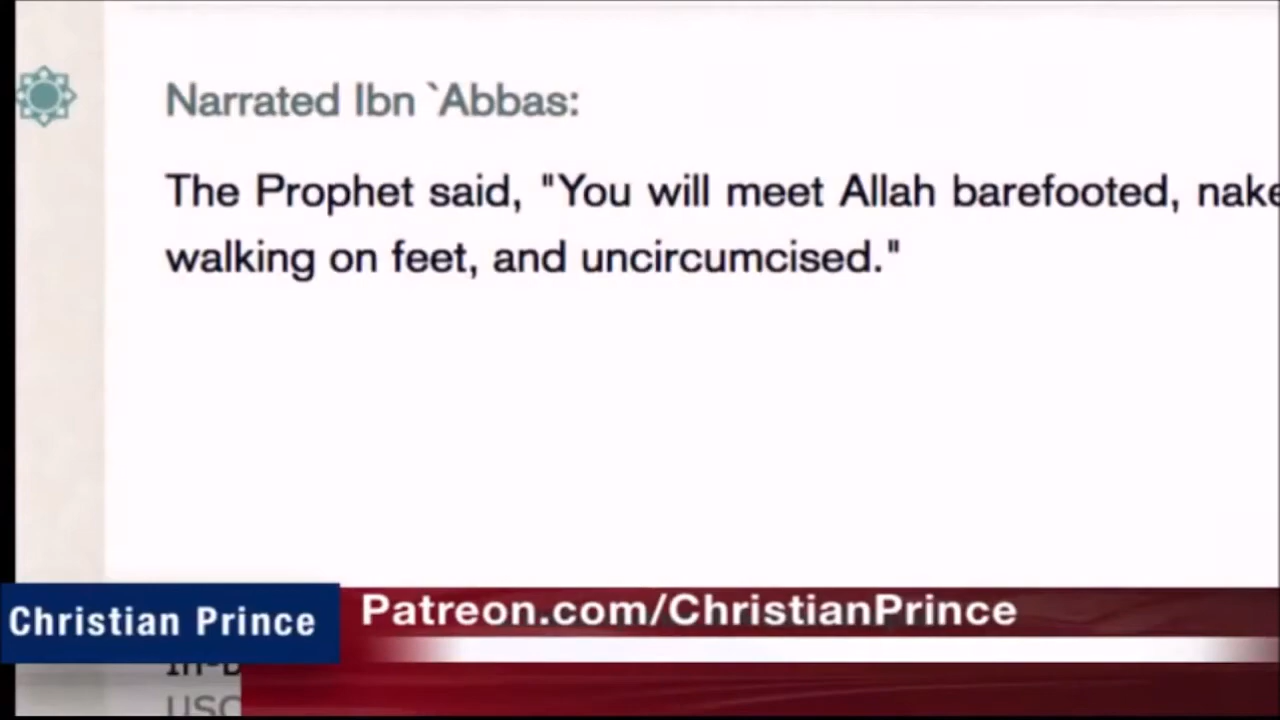 Narrated Ibn `Abbas:
The Prophet said, "You will meet Allah barefooted,
walking on feet, and uncircumcised."
Patreon.com/ChristianPrince
Christian Prince